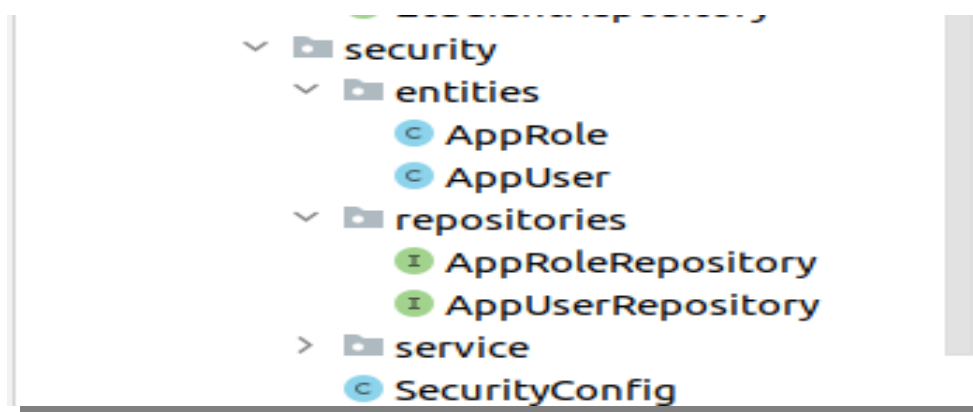 security
entities
C AppRole
C AppUser
repositories
I AppRoleRepository
I AppUserRepository
service
C SecurityConfig